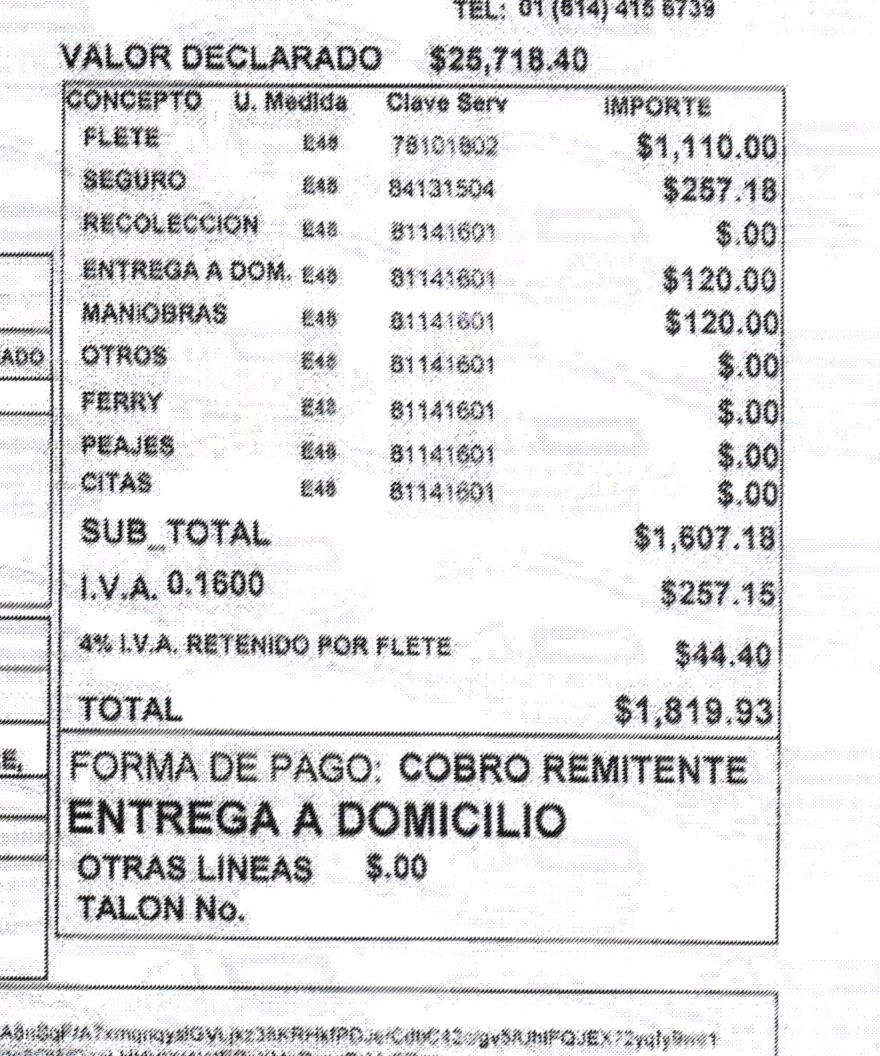 TEL: 01 (614) 415 6739
VALOR DECLARADO $25,718.40
CONCEPTO U. Medida Clave Serv IMPORTE
FLETE E48 78101802 $1,110.00
SEGURO E48 84131504 $257.18
RECOLECCION E48 81141601 $.00
ENTREGA A DOM. E48 81141601 $120.00
MANIOBRAS E48 81141601 $120.00
ADO OTROS E48 81141601 $.00
FERRY E48 81141601 $.00
PEAJES E48 81141601 $.00
CITAS E48 81141601 $.00
SUB_TOTAL $1,607.18
I.V.A. 0.1600 $257.15
4% I.V.A. RETENIDO POR FLETE $44.40
TOTAL $1,819.93
E, FORMA DE PAGO: COBRO REMITENTE
ENTREGA A DOMICILIO
OTRAS LINEAS $.00
TALON No.